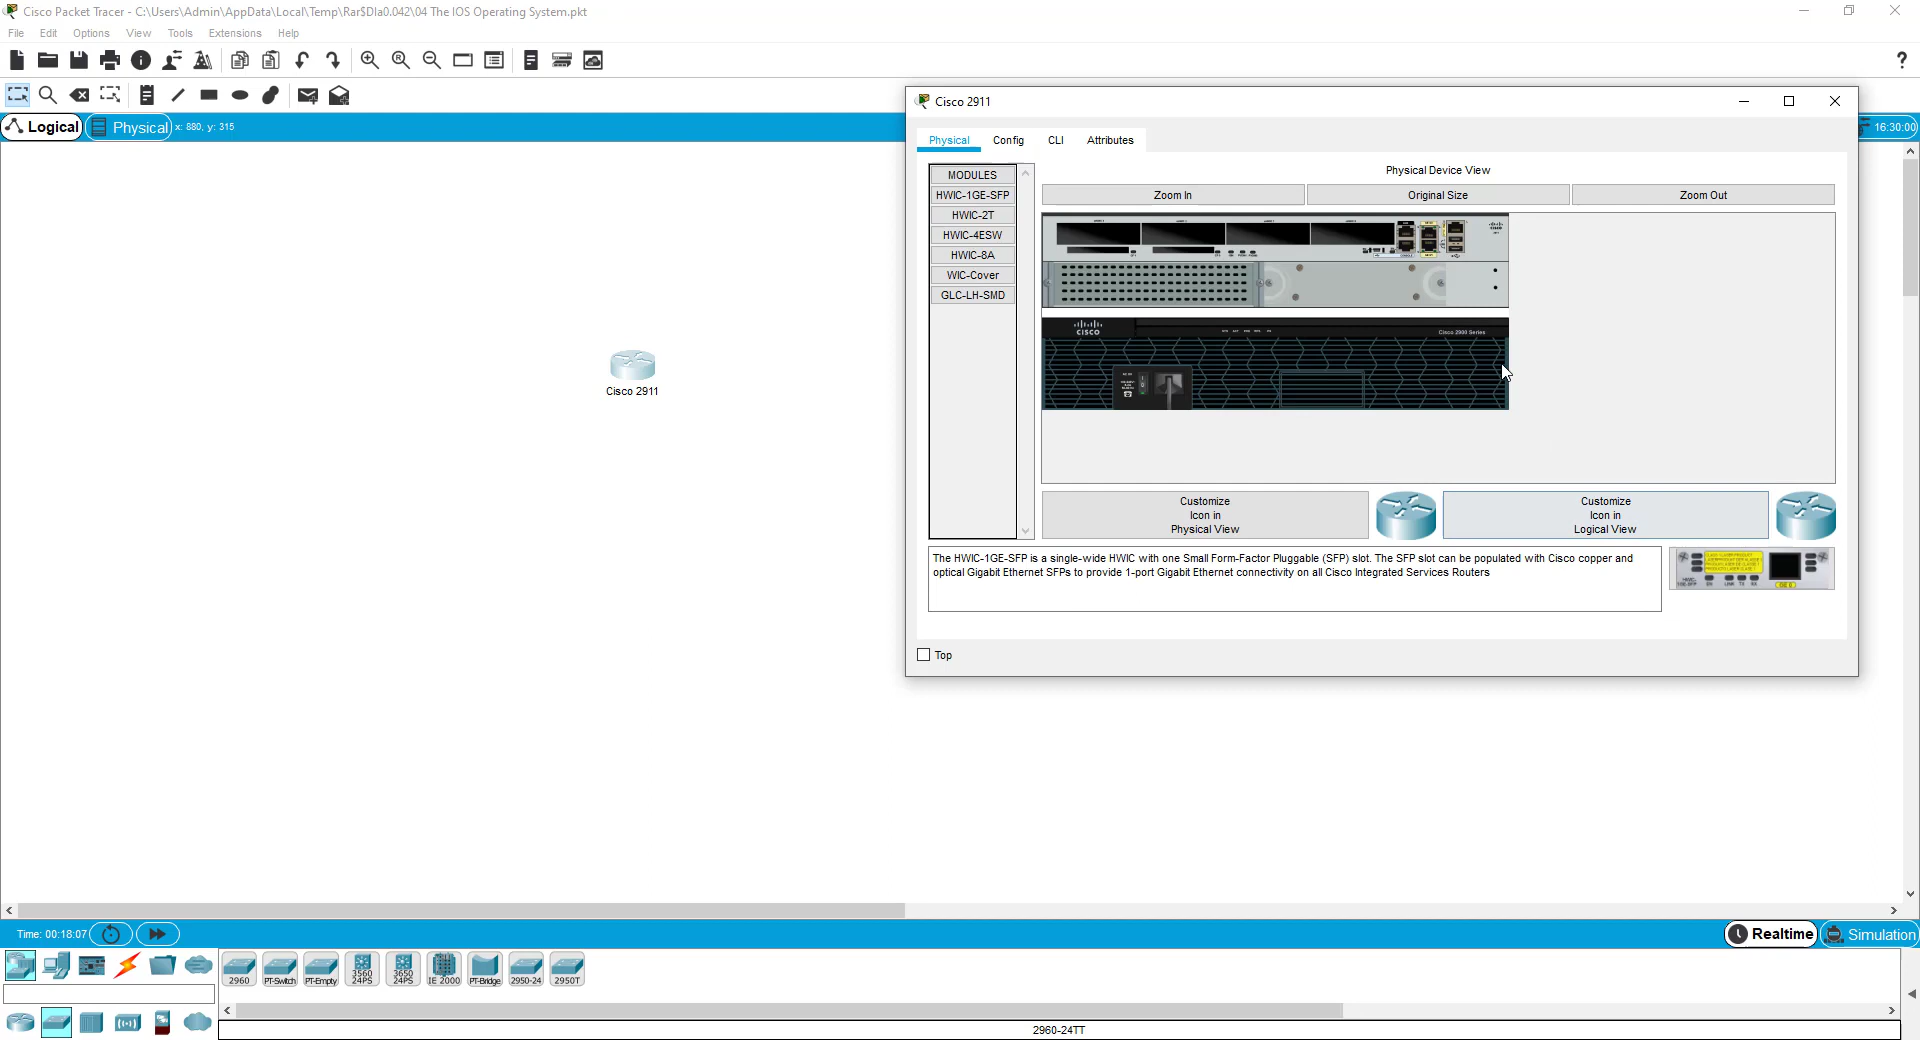 Cisco Packet Tracer - C:\Users\Admin\AppData\Local\Temp\Rar$DIa0.042\04 The IOS Operating System.pkt
File Edit Options View Tools Extensions Help
Logical Physical x: 880, y: 315
16:30:00
Cisco 2911
Cisco 2911
Physical Config CLI Attributes
MODULES
HWIC-1GE-SFP
HWIC-2T
HWIC-4ESW
HWIC-8A
WIC-Cover
GLC-LH-SMD
Physical Device View
Zoom In Original Size Zoom Out
CISCO
Cisco 2900 Series
Customize
Icon in
Physical View
Customize
Icon in
Logical View
The HWIC-1GE-SFP is a single-wide HWIC with one Small Form-Factor Pluggable (SFP) slot. The SFP slot can be populated with Cisco copper and
optical Gigabit Ethernet SFPs to provide 1-port Gigabit Ethernet connectivity on all Cisco Integrated Services Routers
Top
Time: 00:18:07
Realtime Simulation
2960 PT-Switch PT-Empty 3560 24PS 3650 24PS IE 2000 PT-Bridge 2950-24 2950T
2960-24TT